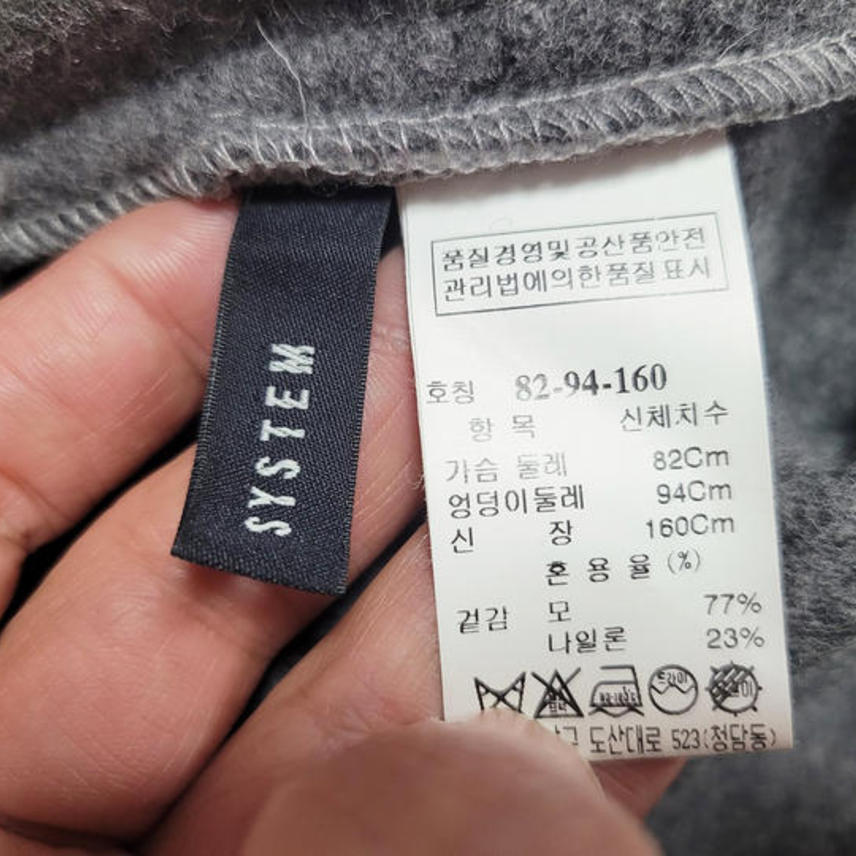 SYSTEM
품질경영및공산품안전
관리법에의한품질표시
호칭 82-94-160
항목 신체치수
가슴 둘레 82Cm
엉덩이둘레 94Cm
신 장 160Cm
혼용율 (%)
겉감 모 77%
나일론 23%
드라이
도산대로 523(청담동)